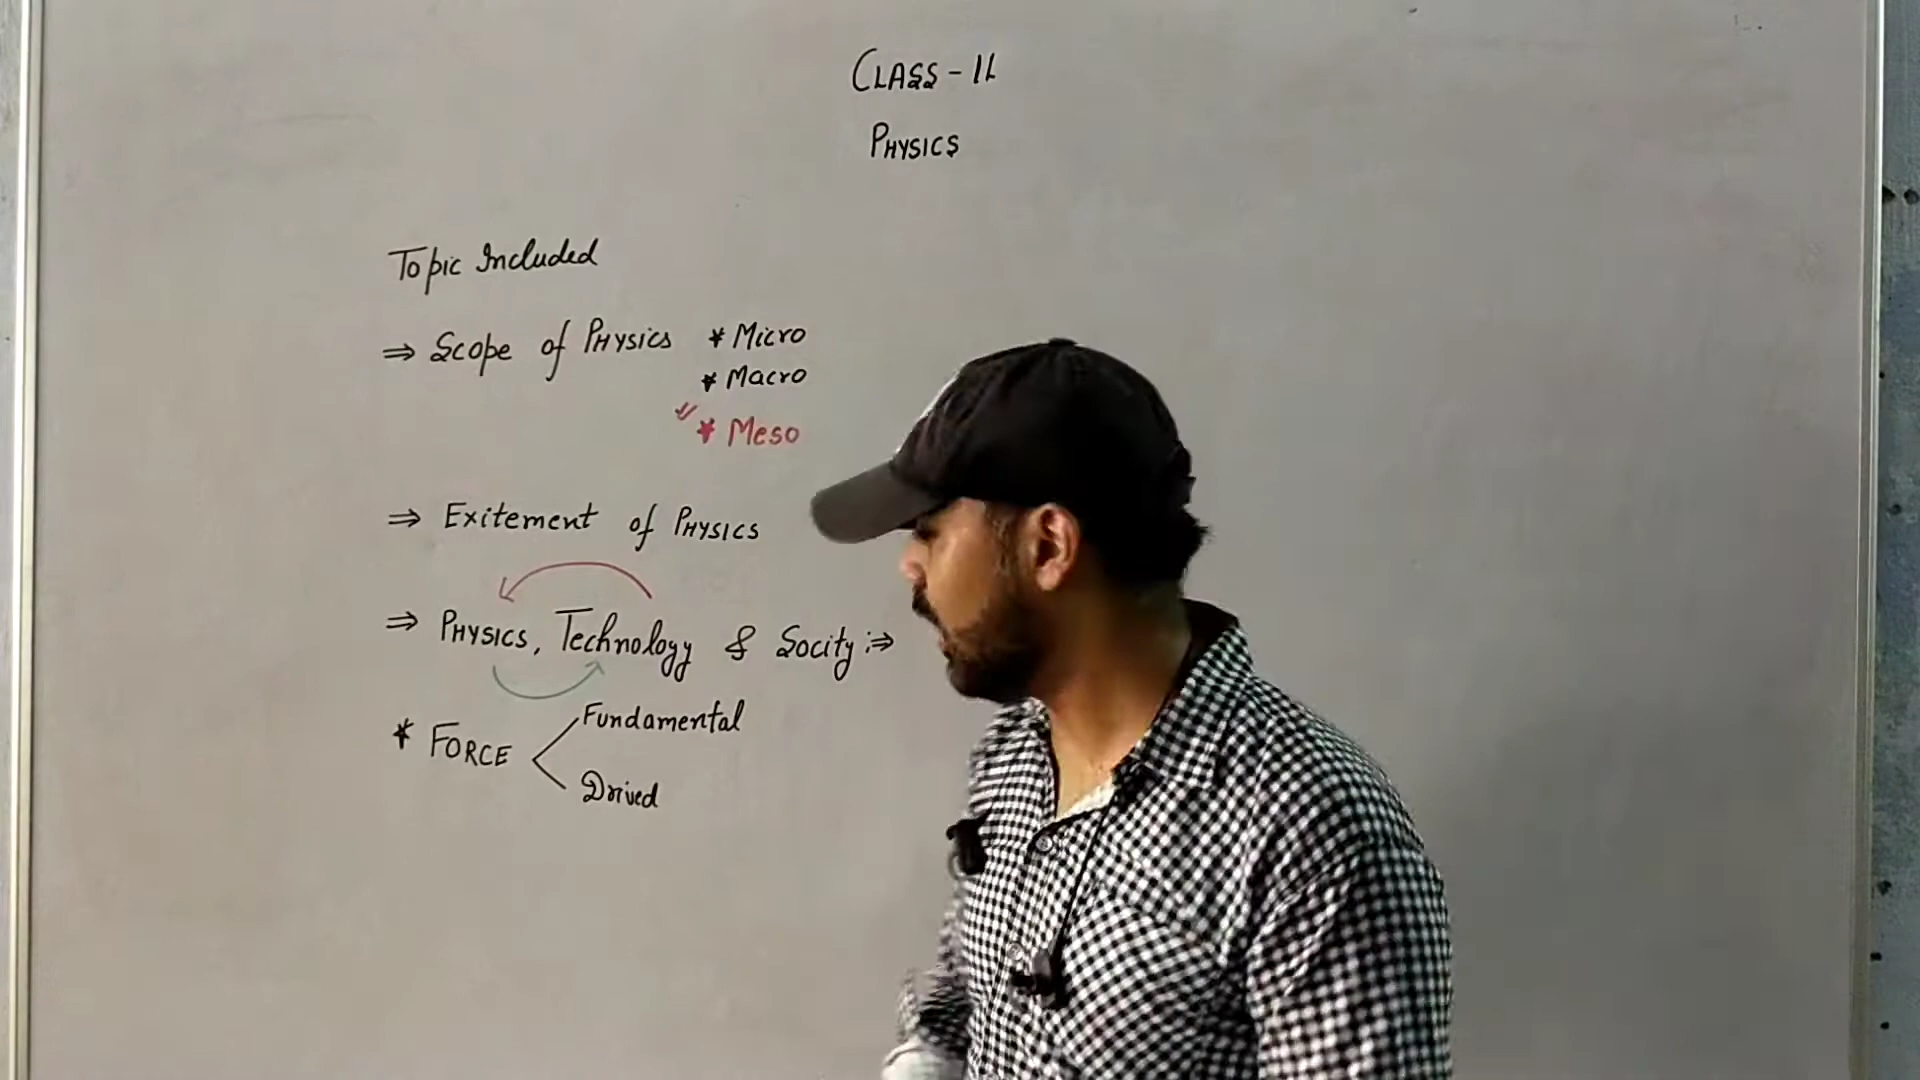 CLASS - 11
PHYSICS
Topic Included
⇒ Scope of PHYSICS * Micro
* Macro
* Meso
⇒ Exitement of PHYSICS
⇒ PHYSICS, Technology & Socity :⇒
* FORCE Fundamental
Drived